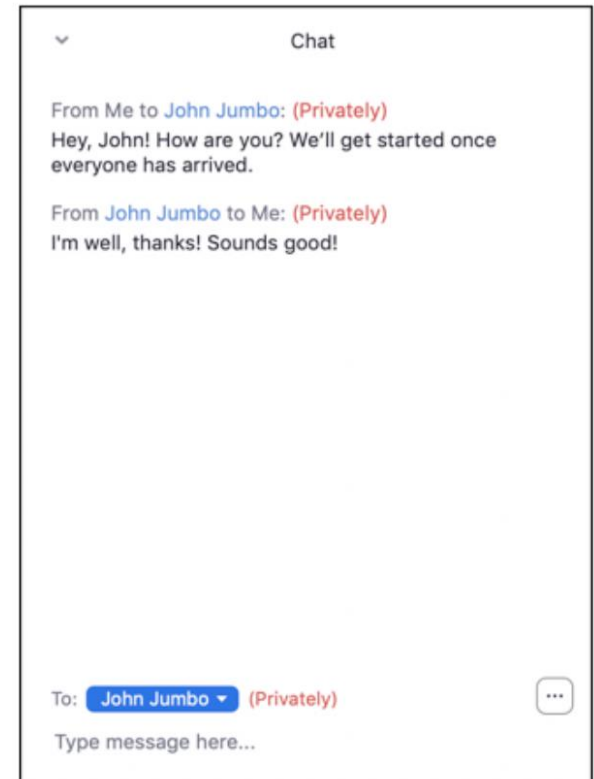 Chat
From Me to John Jumbo: (Privately)
Hey, John! How are you? We’ll get started once
everyone has arrived.
From John Jumbo to Me: (Privately)
I'm well, thanks! Sounds good!
To: John Jumbo (Privately)
Type message here...